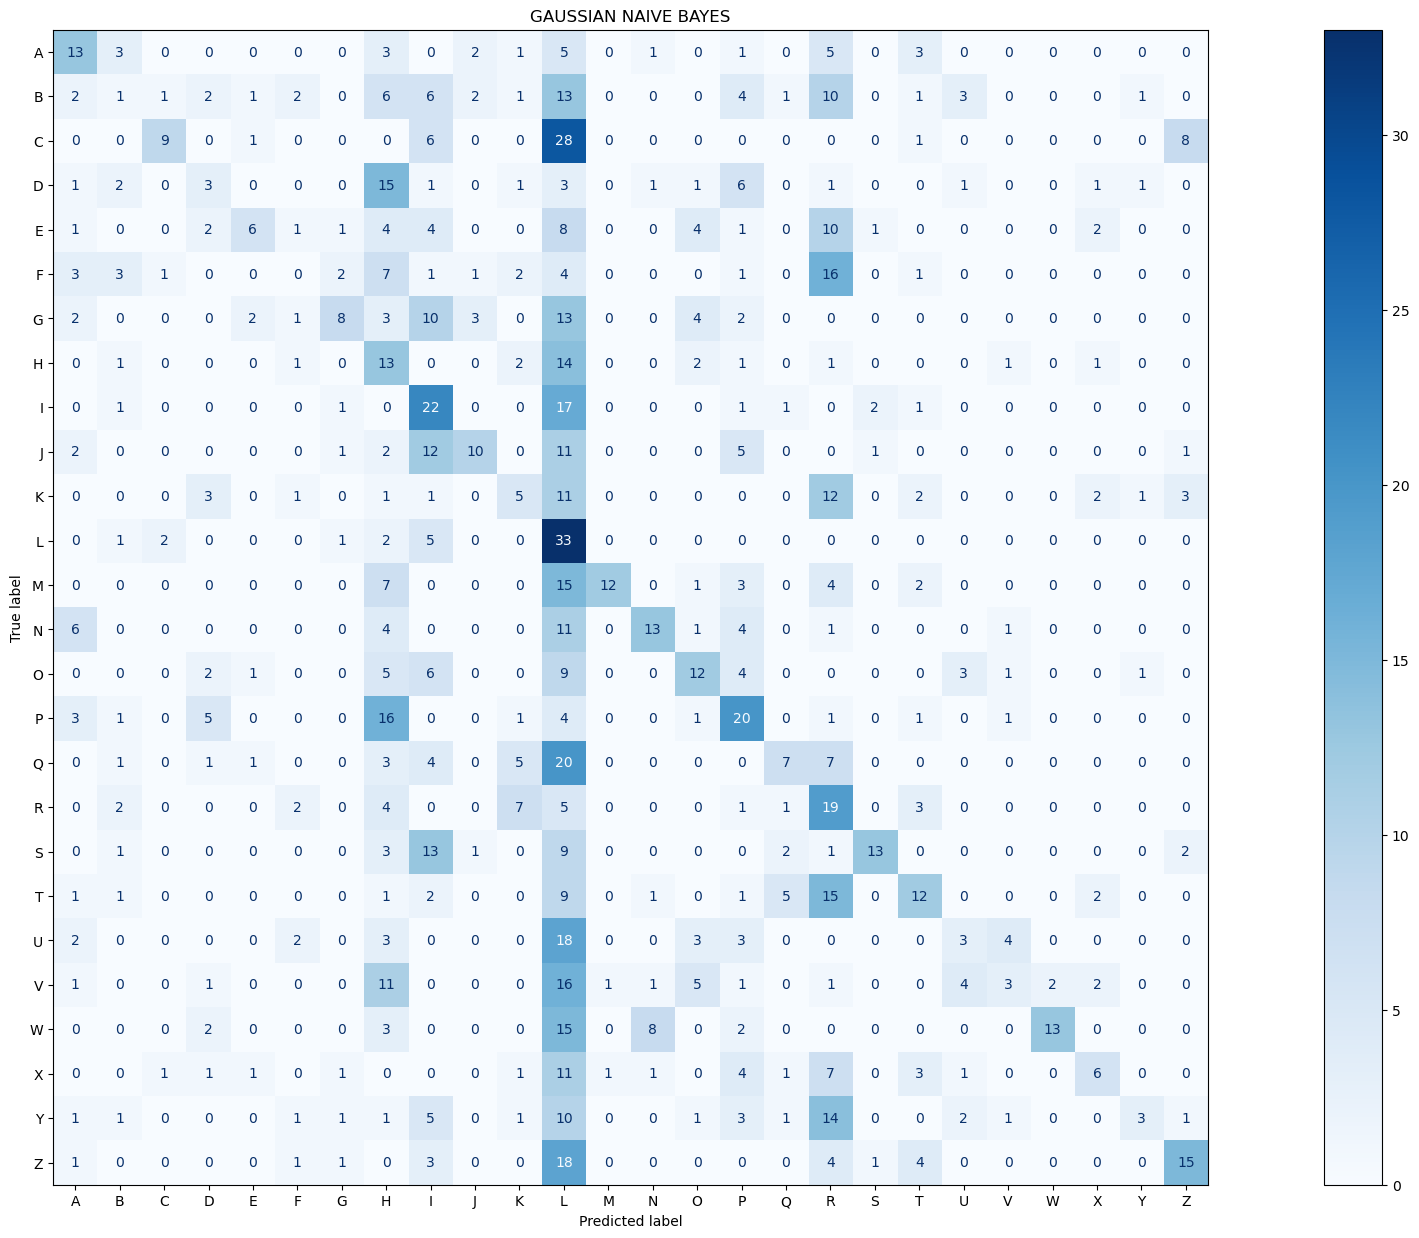 GAUSSIAN NAIVE BAYES
A 13 3 0 0 0 0 0 3 0 2 1 5 0 1 0 1 0 5 0 3 0 0 0 0 0 0
B 2 1 1 2 1 2 0 6 6 2 1 13 0 0 0 4 1 10 0 1 3 0 0 0 1 0
C 0 0 9 0 1 0 0 0 6 0 0 28 0 0 0 0 0 0 0 1 0 0 0 0 0 8
D 1 2 0 3 0 0 0 15 1 0 1 3 0 1 1 6 0 1 0 0 1 0 0 1 1 0
E 1 0 0 2 6 1 1 4 4 0 0 8 0 0 4 1 0 10 1 0 0 0 0 2 0 0
F 3 3 1 0 0 0 2 7 1 1 2 4 0 0 0 1 0 16 0 1 0 0 0 0 0 0
G 2 0 0 0 2 1 8 3 10 3 0 13 0 0 4 2 0 0 0 0 0 0 0 0 0 0
H 0 1 0 0 0 1 0 13 0 0 2 14 0 0 2 1 0 1 0 0 0 1 0 1 0 0
I 0 1 0 0 0 0 1 0 22 0 0 17 0 0 0 1 1 0 2 1 0 0 0 0 0 0
J 2 0 0 0 0 0 1 2 12 10 0 11 0 0 0 5 0 0 1 0 0 0 0 0 0 1
K 0 0 0 3 0 1 0 1 1 0 5 11 0 0 0 0 0 12 0 2 0 0 0 2 1 3
L 0 1 2 0 0 0 1 2 5 0 0 33 0 0 0 0 0 0 0 0 0 0 0 0 0 0
M 0 0 0 0 0 0 0 7 0 0 0 15 12 0 1 3 0 4 0 2 0 0 0 0 0 0
N 6 0 0 0 0 0 0 4 0 0 0 11 0 13 1 4 0 1 0 0 0 1 0 0 0 0
O 0 0 0 2 1 0 0 5 6 0 0 9 0 0 12 4 0 0 0 0 3 1 0 0 1 0
P 3 1 0 5 0 0 0 16 0 0 1 4 0 0 1 20 0 1 0 1 0 1 0 0 0 0
Q 0 1 0 1 1 0 0 3 4 0 5 20 0 0 0 0 7 7 0 0 0 0 0 0 0 0
R 0 2 0 0 0 2 0 4 0 0 7 5 0 0 0 1 1 19 0 3 0 0 0 0 0 0
S 0 1 0 0 0 0 0 3 13 1 0 9 0 0 0 0 2 1 13 0 0 0 0 0 0 2
T 1 1 0 0 0 0 0 1 2 0 0 9 0 1 0 1 5 15 0 12 0 0 0 2 0 0
U 2 0 0 0 0 2 0 3 0 0 0 18 0 0 3 3 0 0 0 0 3 4 0 0 0 0
V 1 0 0 1 0 0 0 11 0 0 0 16 1 1 5 1 0 1 0 0 4 3 2 2 0 0
W 0 0 0 2 0 0 0 3 0 0 0 15 0 8 0 2 0 0 0 0 0 0 13 0 0 0
X 0 0 1 1 1 0 1 0 0 0 1 11 1 1 0 4 1 7 0 3 1 0 0 6 0 0
Y 1 1 0 0 0 1 1 1 5 0 1 10 0 0 1 3 1 14 0 0 2 1 0 0 3 1
Z 1 0 0 0 0 1 1 0 3 0 0 18 0 0 0 0 0 4 1 4 0 0 0 0 0 15
A B C D E F G H I J K L M N O P Q R S T U V W X Y Z
Predicted label
True label
30
25
20
15
10
5
0